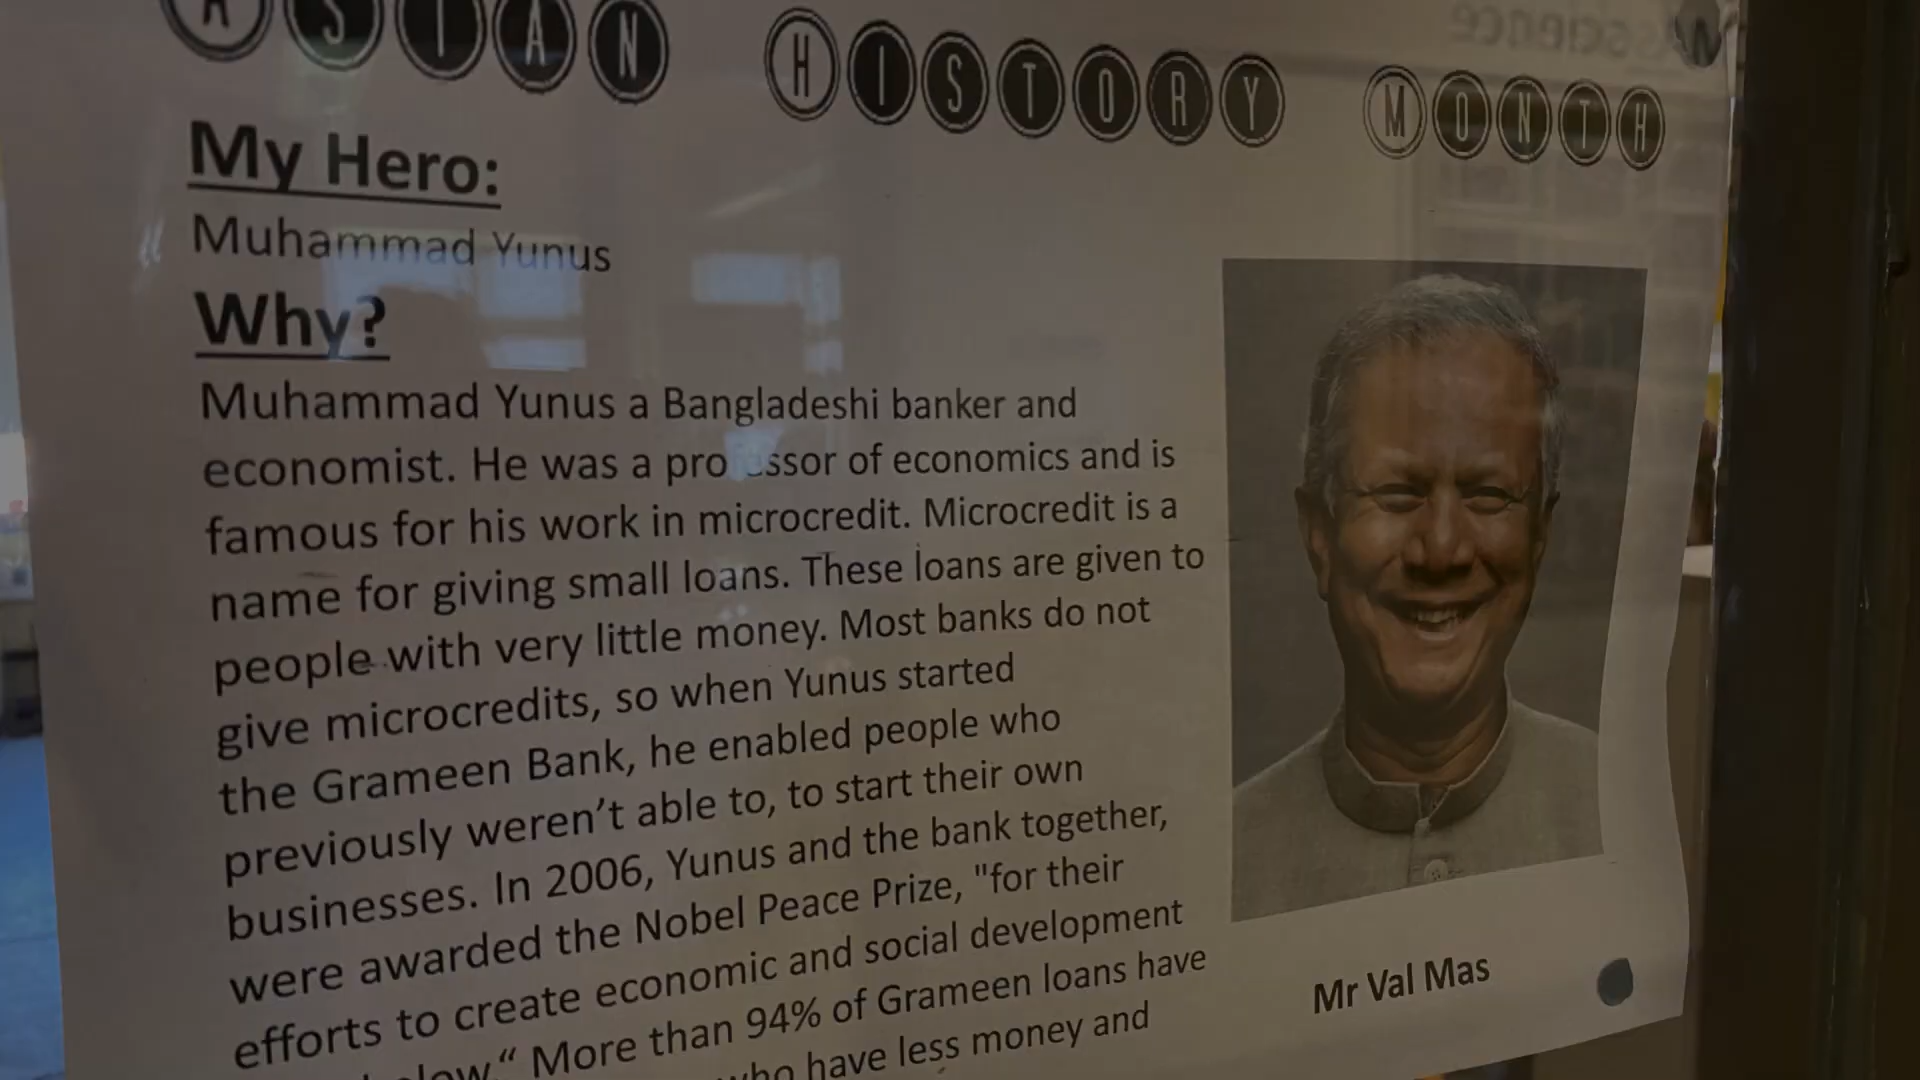 ASIAN HISTORY MONTH
My Hero:
Muhammad Yunus
Why?
Muhammad Yunus a Bangladeshi banker and
economist. He was a professor of economics and is
famous for his work in microcredit. Microcredit is a
name for giving small loans. These loans are given to
people with very little money. Most banks do not
give microcredits, so when Yunus started
the Grameen Bank, he enabled people who
previously weren't able to, to start their own
businesses. In 2006, Yunus and the bank together,
were awarded the Nobel Peace Prize, "for their
efforts to create economic and social development
More than 94% of Grameen loans have
who have less money and
Mr Val Mas